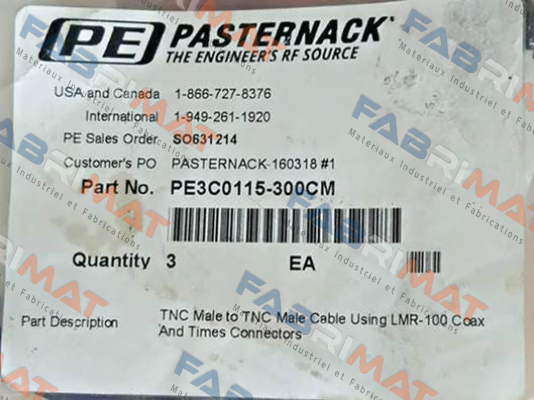 PE PASTERNACK®
THE ENGINEER'S RF SOURCE
USA and Canada 1-866-727-8376
International 1-949-261-1920
PE Sales Order SO631214
Customer's PO PASTERNACK-160318 #1
Part No. PE3C0115-300CM
Quantity 3 EA
Part Description TNC Male to TNC Male Cable Using LMR-100 Coax
And Times Connectors
FABRIMAT
Materiaux Industriel et Fabrications